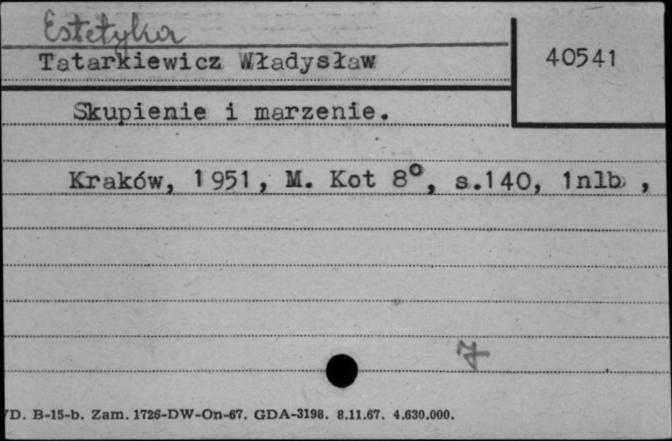 Estetyka
Tatarkiewicz Władysław
40541
Skupienie i marzenie.
Kraków, 1951, M. Kot 8°, s.140, 1nlb ,
7
D. B-15-b. Zam. 1726-DW-On-67. GDA-3198. 8.11.67. 4.630.000.